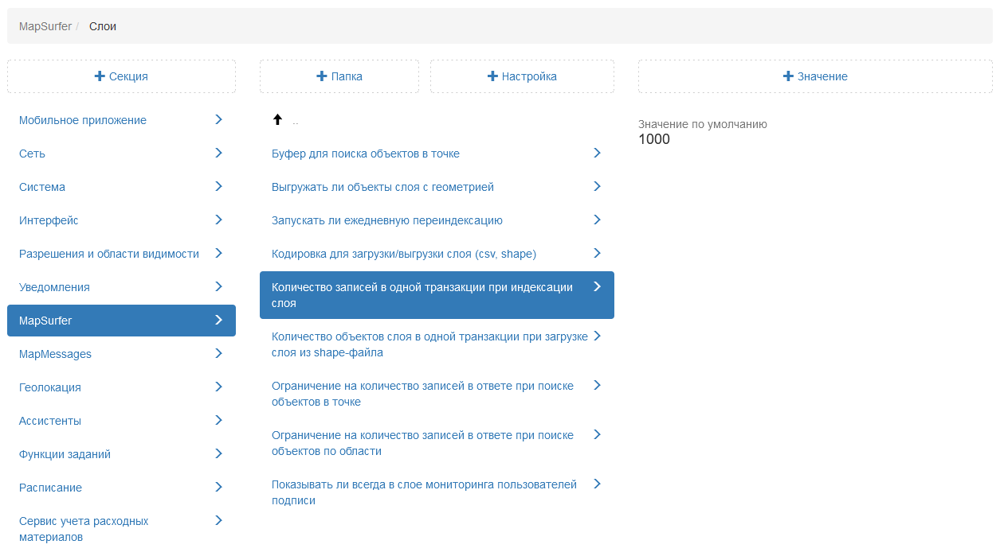 MapSurfer / Слои
Секция
Папка
Настройка
Значение
Мобильное приложение
Сеть
Система
Интерфейс
Разрешения и области видимости
Уведомления
MapSurfer
MapMessages
Геолокация
Ассистенты
Функции заданий
Расписание
Сервис учета расходных
материалов
..
Буфер для поиска объектов в точке
Выгружать ли объекты слоя с геометрией
Запускать ли ежедневную переиндексацию
Кодировка для загрузки/выгрузки слоя (csv, shape)
Количество записей в одной транзакции при индексации
слоя
Количество объектов слоя в одной транзакции при загрузке
слоя из shape-файла
Ограничение на количество записей в ответе при поиске
объектов в точке
Ограничение на количество записей в ответе при поиске
объектов по области
Показывать ли всегда в слое мониторинга пользователей
подписи
Значение по умолчанию
1000